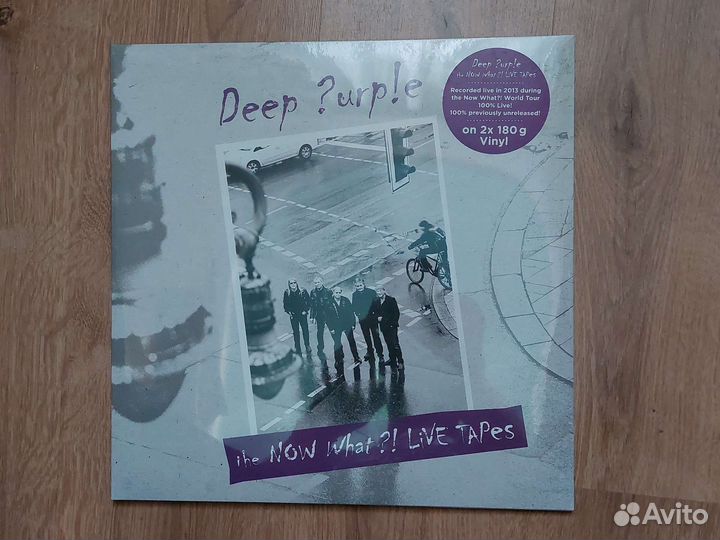 Deep ?urp!e
Deep ?urp!e
the NOW What?! LiVE TAPes
Recorded live in 2013 during
the Now What?! World Tour
100% Live!
100% previously unreleased!
on 2x 180 g
Vinyl
the NOW What?! LiVE TAPes
Avito